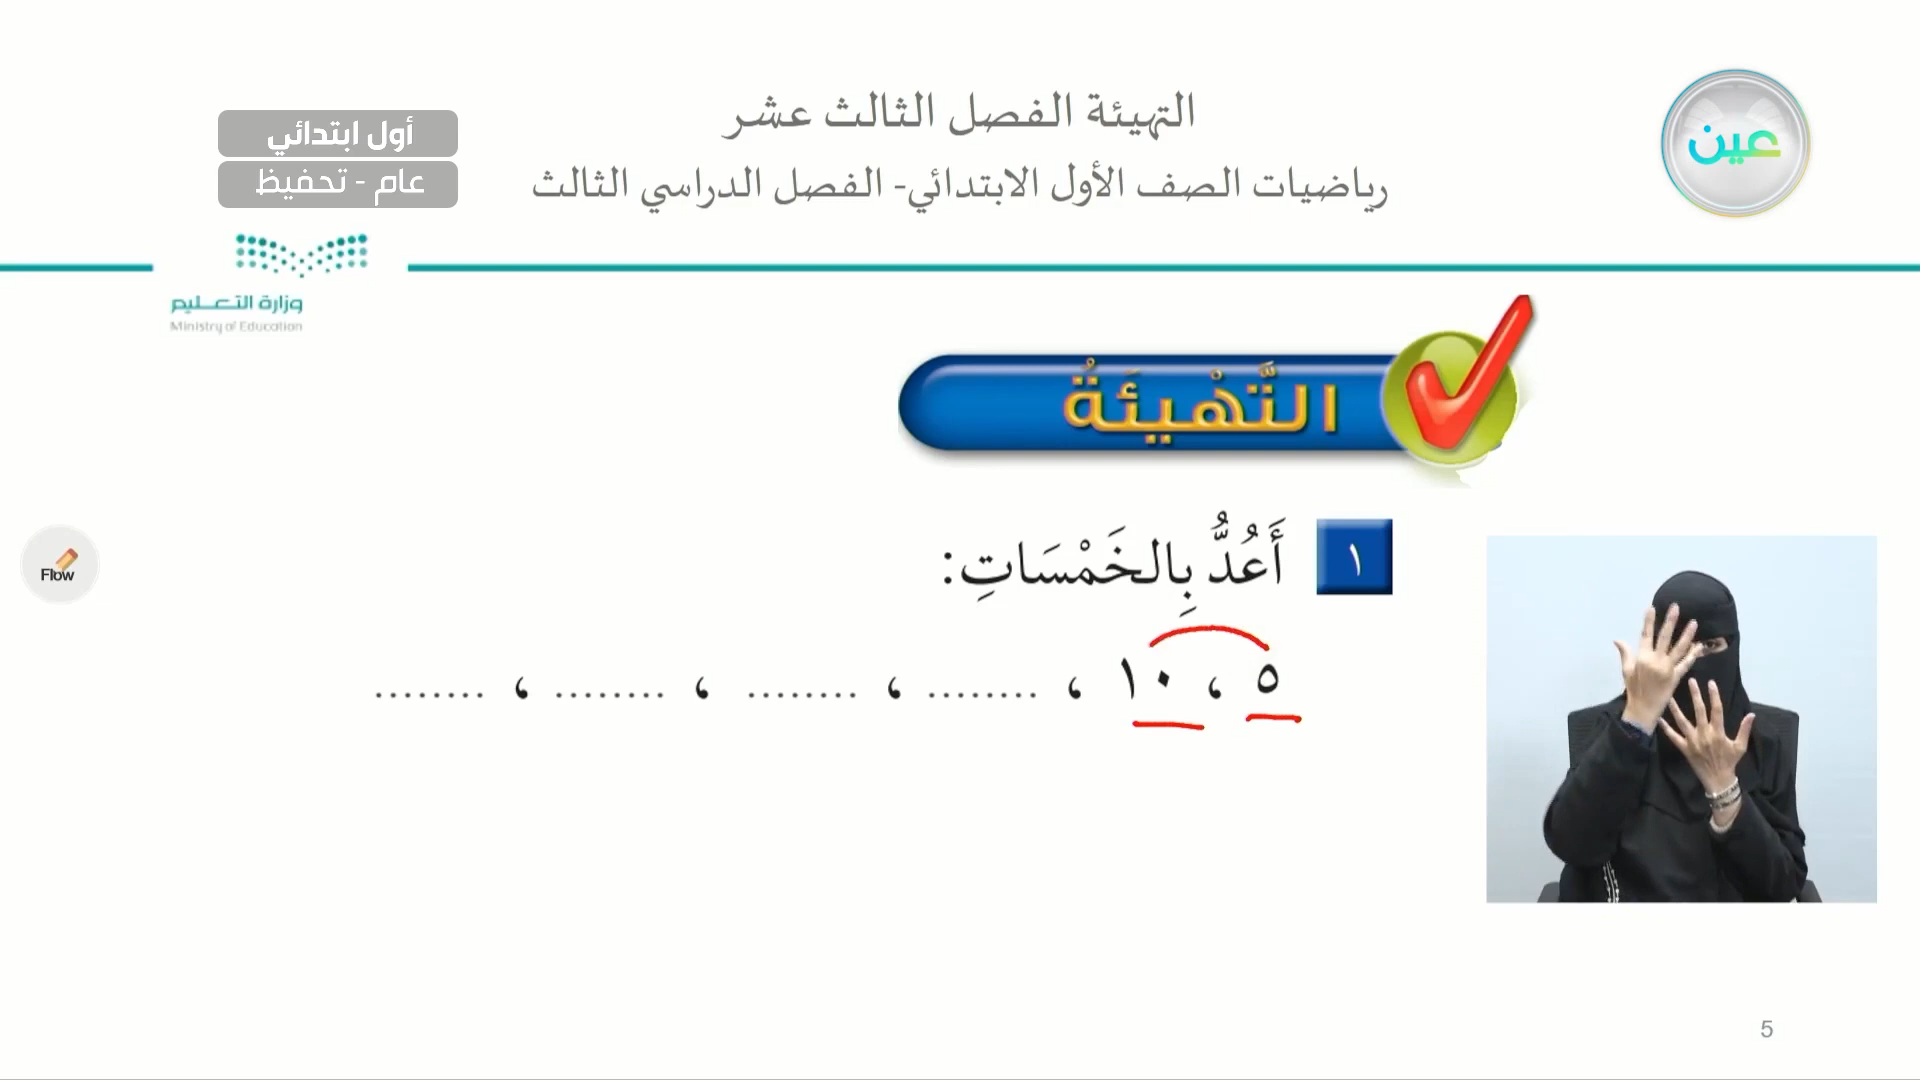 التهيئة الفصل الثالث عشر
رياضيات الصف الأول الابتدائي- الفصل الدراسي الثالث
عين
أول ابتدائي
عام - تحفيظ
وزارة التعليم
Ministry of Education
التَّهْيِئَةُ
١ أَعُدُّ بِالخَمْسَاتِ:
٥ ، ١٠ ، ........ ، ........ ، ........ ، ........
Flow
5